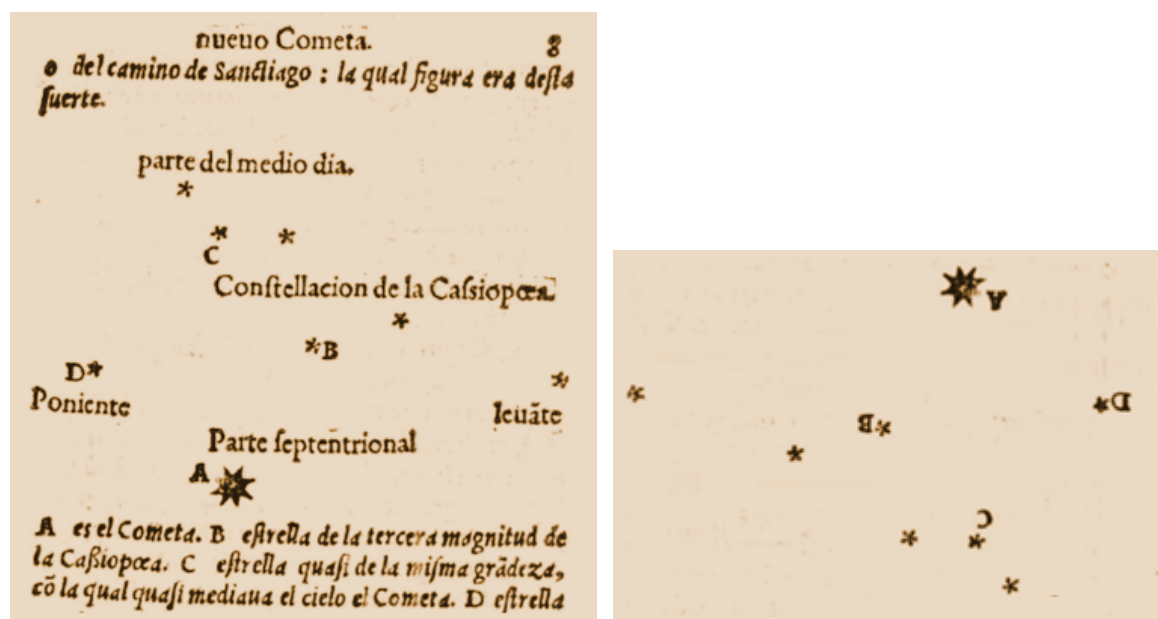 nueuo Cometa. 8
o del camino de Sanctiago : la qual figura era desta
suerte.
parte del medio dia.
C
Constellacion de la Cassiopœa.
B
D
Poniente leuãte
Parte septentrional
A
A es el Cometa. B estrella de la tercera magnitud de
la Caßiopœa. C estrella quasi de la misma grãdeza,
cõ la qual quasi mediaua el cielo el Cometa. D estrella
A
D
B
C